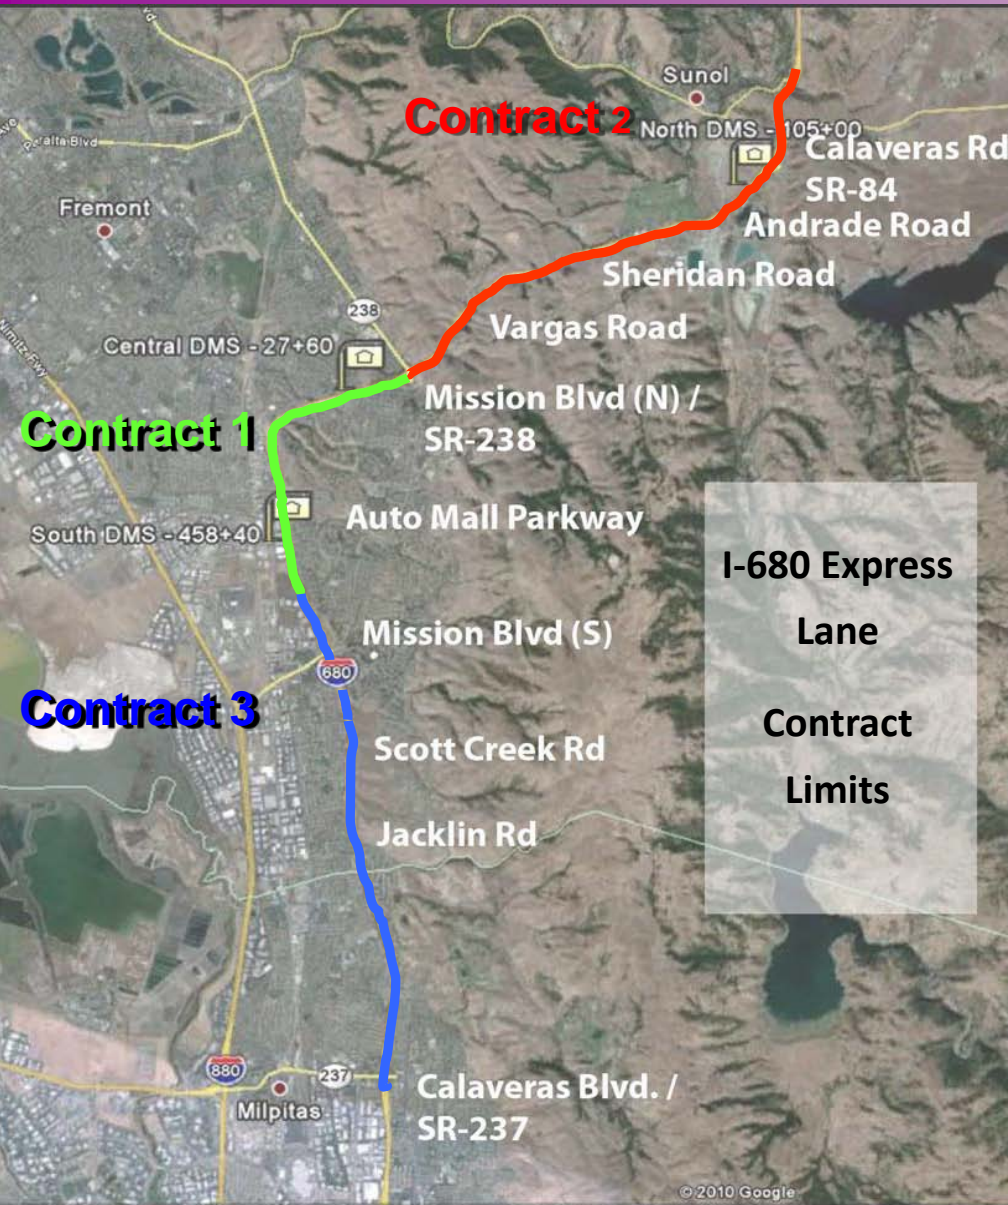 Sunol
Contract 2
North DMS - 105+00
Calaveras Rd
SR-84
Andrade Road
Fremont
Sheridan Road
238
Vargas Road
Central DMS - 27+60
Mission Blvd (N) /
SR-238
Contract 1
Auto Mall Parkway
South DMS - 458+40
I-680 Express
Lane
Contract
Limits
Nimitz Fwy
Mission Blvd (S)
680
Contract 3
Scott Creek Rd
Jacklin Rd
880
237
Milpitas
Calaveras Blvd. /
SR-237
© 2010 Google